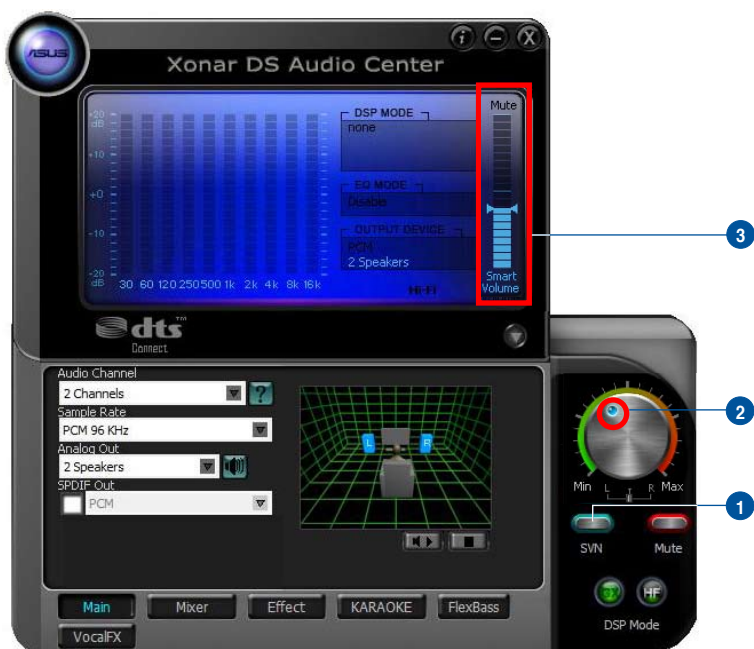 ASUS
Xonar DS Audio Center
+20
dB
+10
+0
-10
-20
dB
30 60 120 250 500 1k 2k 4k 8k 16k
DSP MODE
none
EQ MODE
Disable
OUTPUT DEVICE
PCM
2 Speakers
HI-FI
Mute
Smart
Volume
3
dts™
Connect
Audio Channel
2 Channels
?
Sample Rate
PCM 96 KHz
Analog Out
2 Speakers
SPDIF Out
PCM
L
R
2
Min
L T R
Max
1
SVN
Mute
HF
DSP Mode
Main
Mixer
Effect
KARAOKE
FlexBass
VocalFX